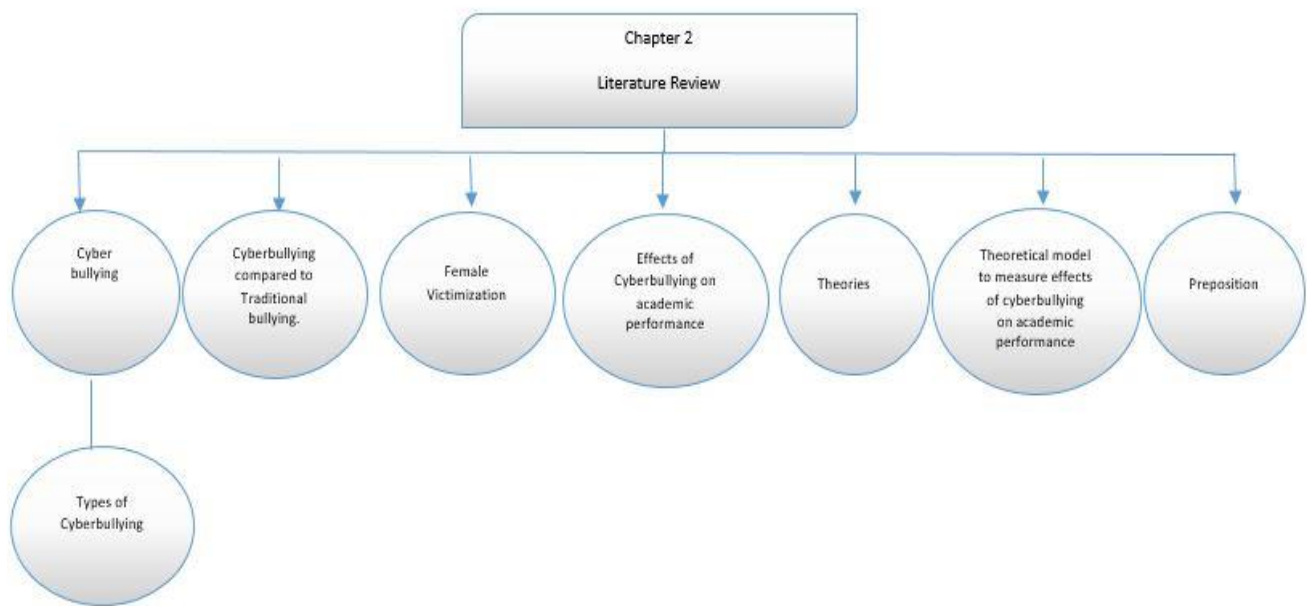 Chapter 2
Literature Review
Cyber
bullying
Cyberbullying
compared to
Traditional
bullying.
Female
Victimization
Effects of
Cyberbullying on
academic
performance
Theories
Theoretical model
to measure effects
of cyberbullying
on academic
performance
Preposition
Types of
Cyberbullying